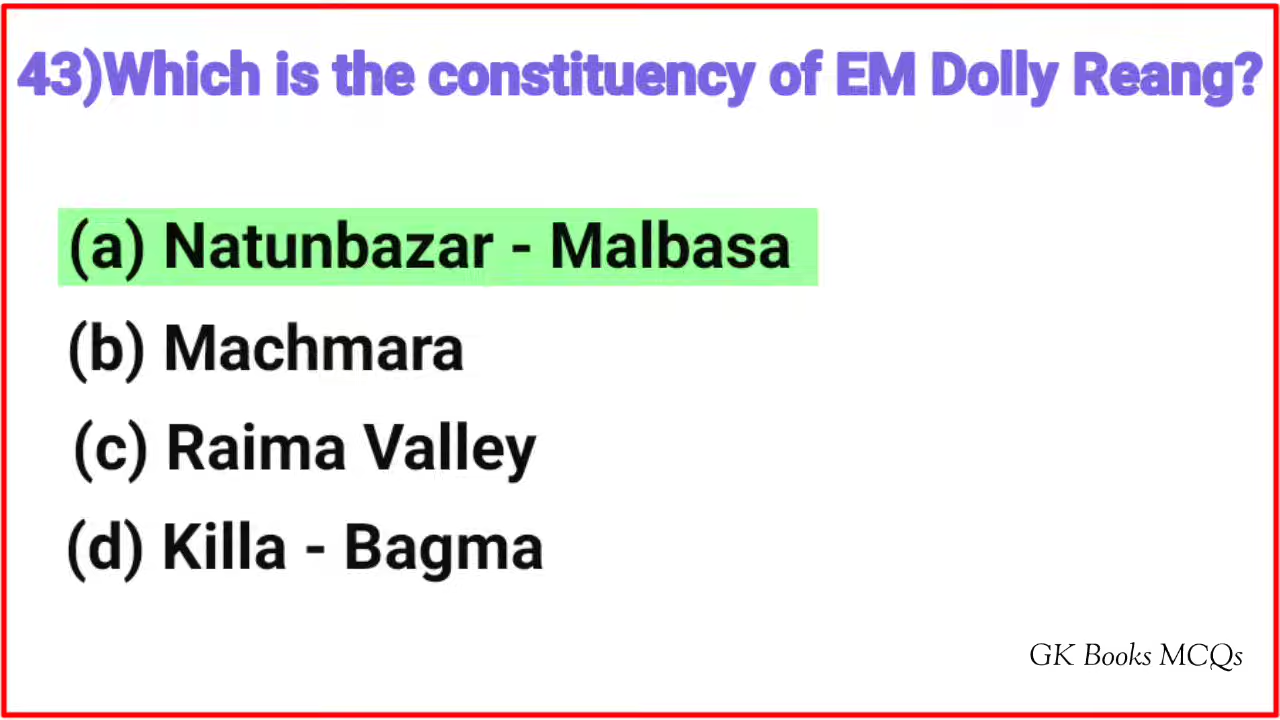 43)Which is the constituency of EM Dolly Reang?
(a) Natunbazar - Malbasa
(b) Machmara
(c) Raima Valley
(d) Killa - Bagma
GK Books MCQs